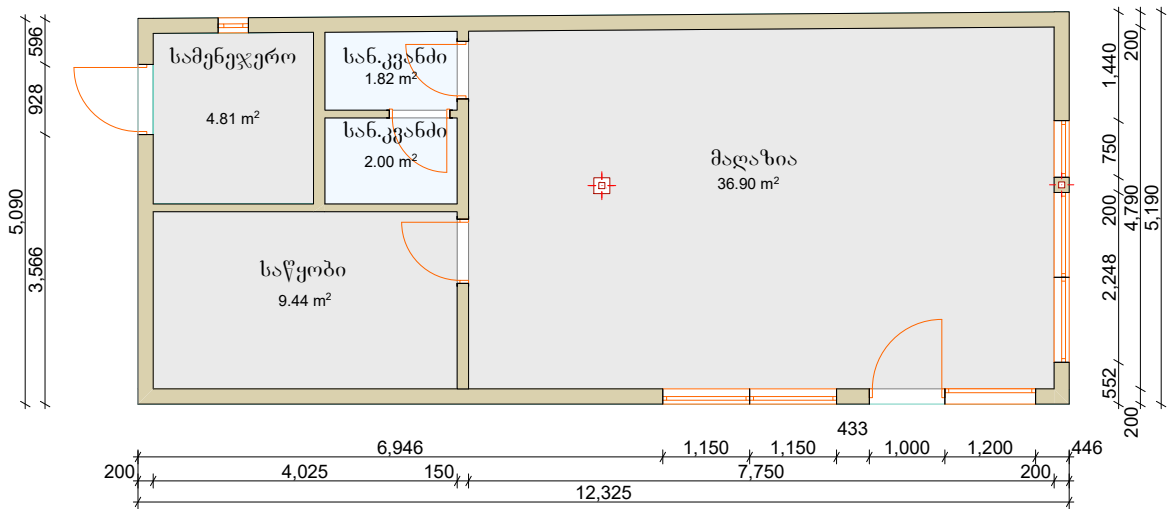 სამენეჯერო
4.81 m²
სან.კვანძი
1.82 m²
სან.კვანძი
2.00 m²
მაღაზია
36.90 m²
საწყობი
9.44 m²
596
928
3,566
5,090
1,440
750
200
2,248
552
200
4,790
200
5,190
433
6,946
1,150
1,150
1,000
1,200
446
200
4,025
150
7,750
200
12,325